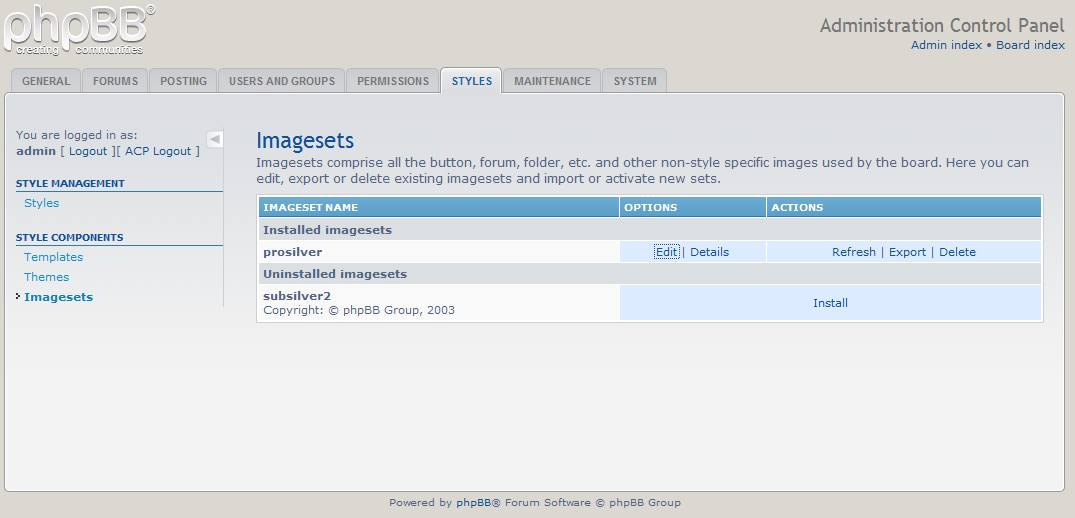 phpBB®
creating communities
Administration Control Panel
Admin index • Board index
GENERAL FORUMS POSTING USERS AND GROUPS PERMISSIONS STYLES MAINTENANCE SYSTEM
You are logged in as:
admin [ Logout ][ ACP Logout ]
STYLE MANAGEMENT
Styles
STYLE COMPONENTS
Templates
Themes
Imagesets
Imagesets
Imagesets comprise all the button, forum, folder, etc. and other non-style specific images used by the board. Here you can
edit, export or delete existing imagesets and import or activate new sets.
IMAGESET NAME OPTIONS ACTIONS
Installed imagesets
prosilver Edit | Details Refresh | Export | Delete
Uninstalled imagesets
subsilver2
Copyright: © phpBB Group, 2003
Install
Powered by phpBB® Forum Software © phpBB Group